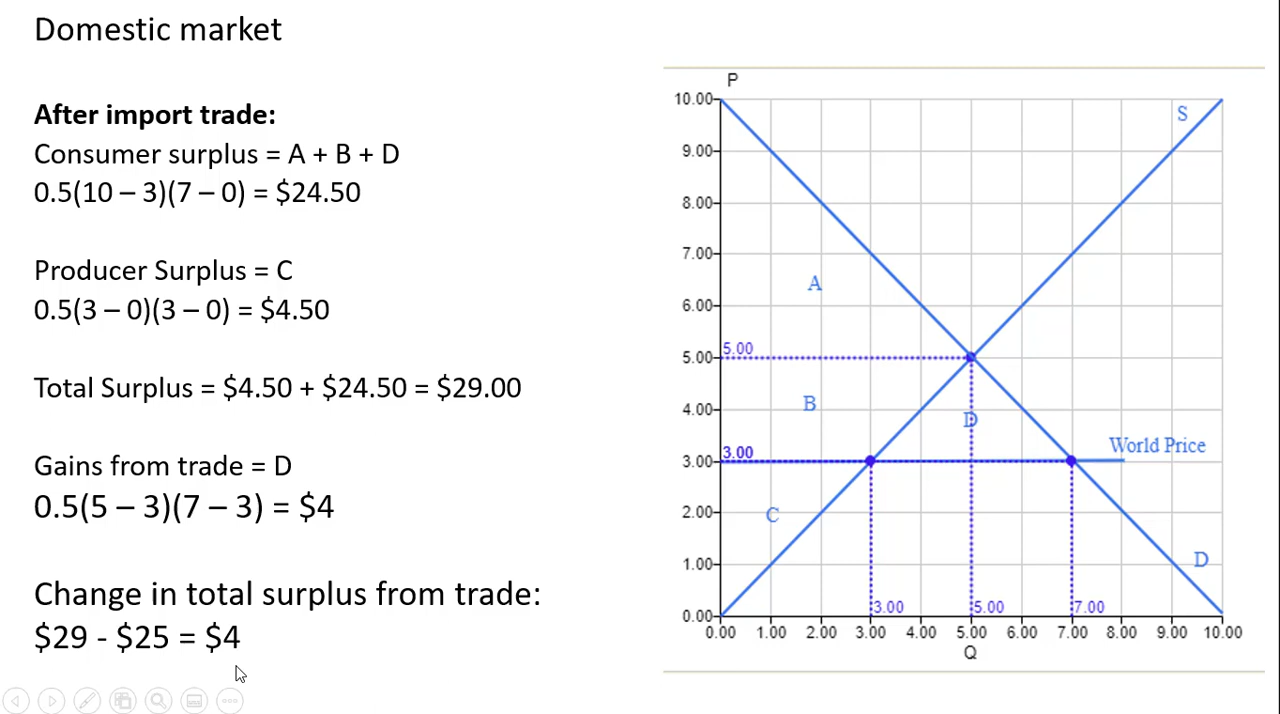 Domestic market
After import trade:
Consumer surplus = A + B + D
0.5(10 – 3)(7 – 0) = $24.50
Producer Surplus = C
0.5(3 – 0)(3 – 0) = $4.50
Total Surplus = $4.50 + $24.50 = $29.00
Gains from trade = D
0.5(5 – 3)(7 – 3) = $4
Change in total surplus from trade:
$29 - $25 = $4
P
10.00
S
9.00
8.00
7.00
A
6.00
5.00
5.00
B
4.00
D
World Price
3.00
3.00
2.00
C
1.00
D
0.00
3.00 5.00 7.00
0.00 1.00 2.00 3.00 4.00 5.00 6.00 7.00 8.00 9.00 10.00
Q